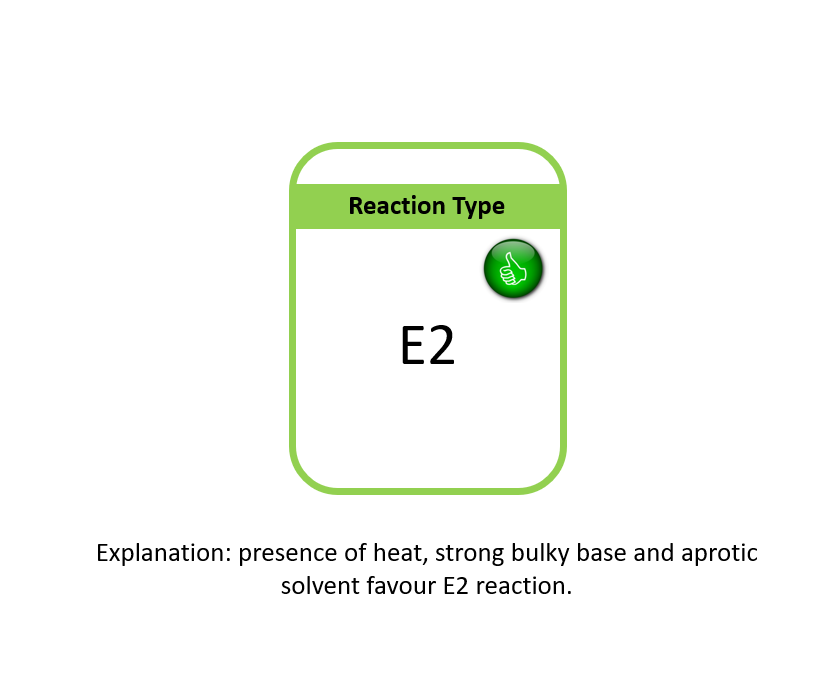 Reaction Type
E2
Explanation: presence of heat, strong bulky base and aprotic
solvent favour E2 reaction.